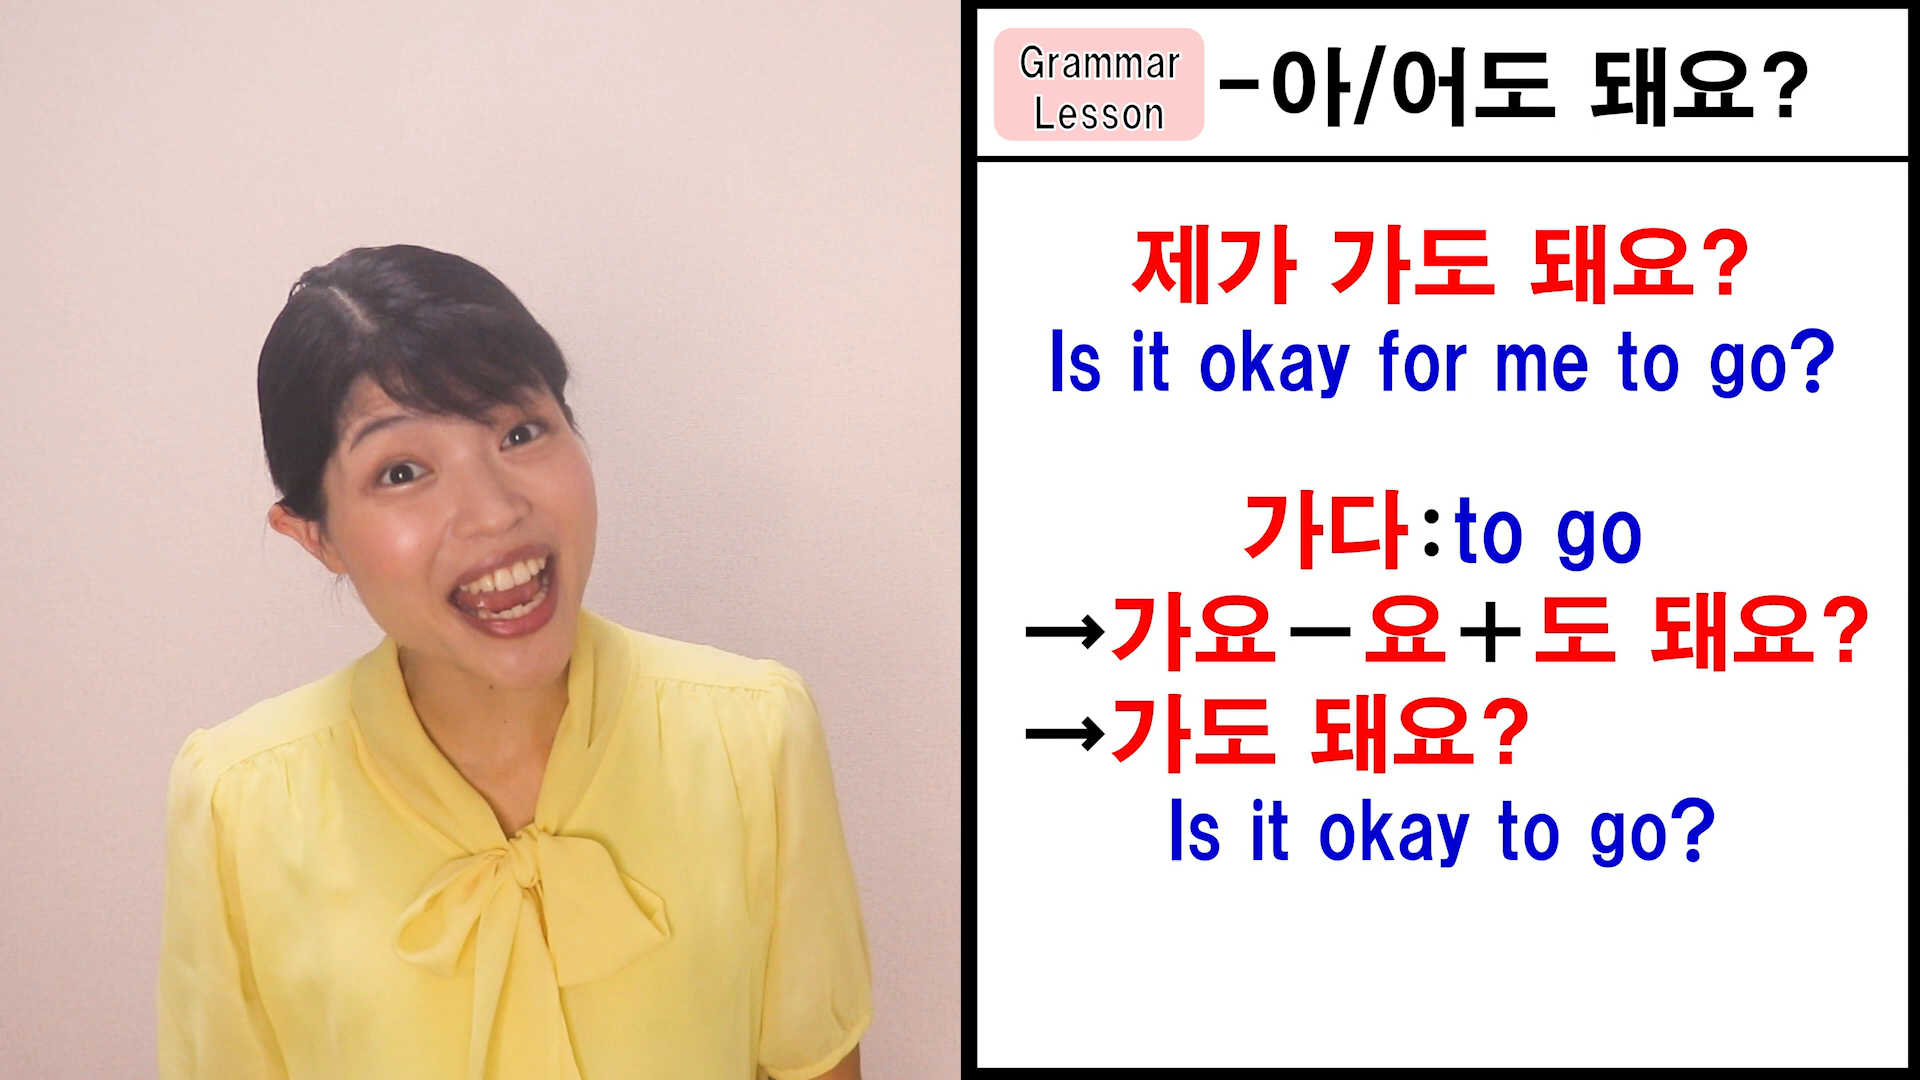 Grammar
Lesson
-아/어도 돼요?
제가 가도 돼요?
Is it okay for me to go?
가다:to go
→가요－요＋도 돼요?
→가도 돼요?
Is it okay to go?